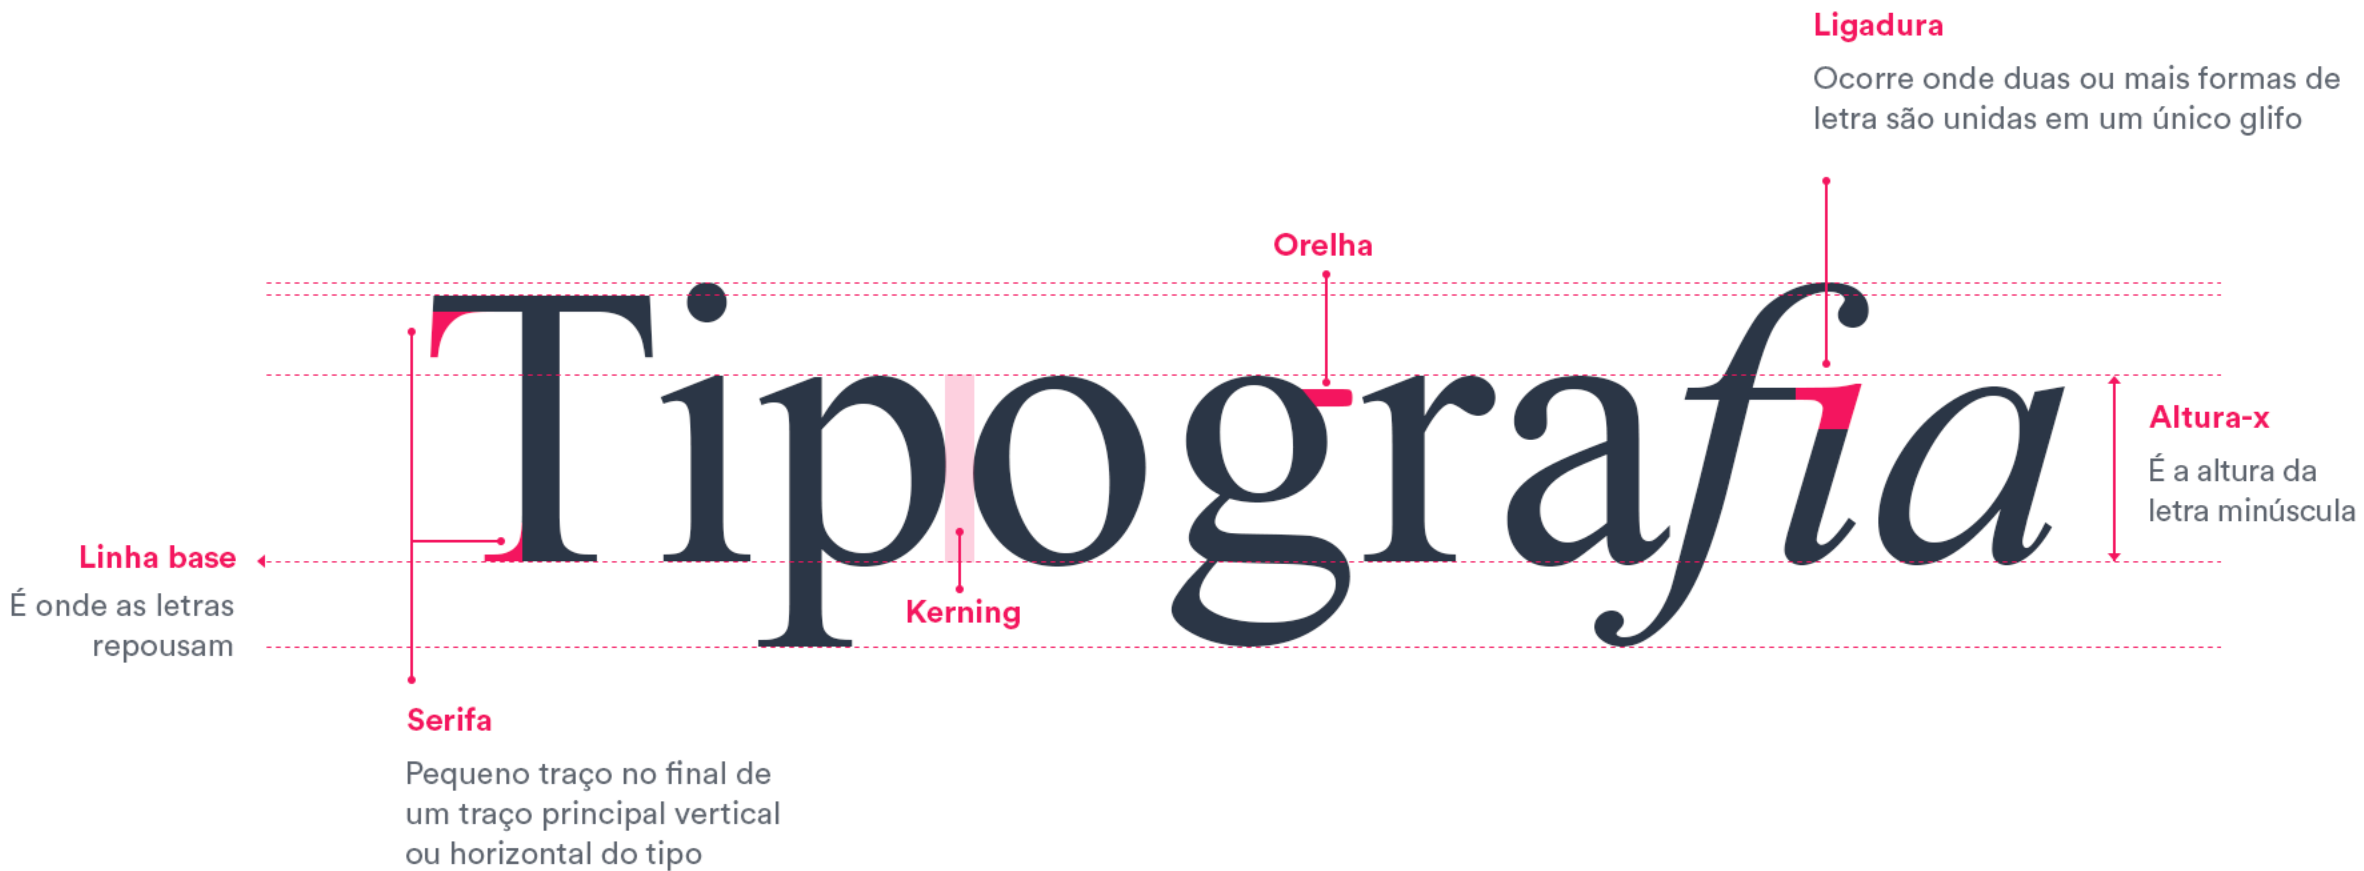 Ligadura
Ocorre onde duas ou mais formas de
letra são unidas em um único glifo
Orelha
Tipografia
Altura-x
É a altura da
letra minúscula
Linha base
É onde as letras
repousam
Kerning
Serifa
Pequeno traço no final de
um traço principal vertical
ou horizontal do tipo